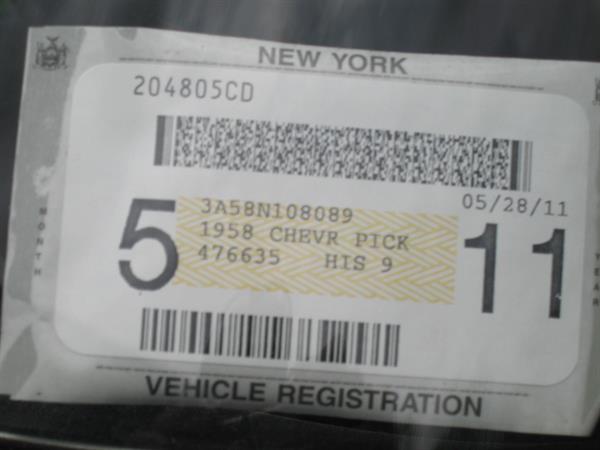 NEW YORK
204805CD
05/28/11
MONTH
5
3A58N108089
1958 CHEVR PICK
476635 HIS 9
11
YEAR
VEHICLE REGISTRATION